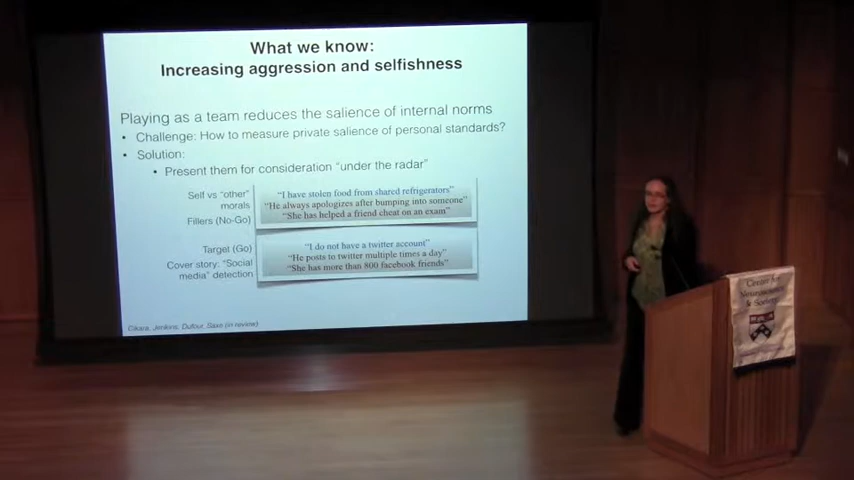 What we know:
Increasing aggression and selfishness
Playing as a team reduces the salience of internal norms
• Challenge: How to measure private salience of personal standards?
• Solution:
• Present them for consideration "under the radar"
Self vs "other"
morals
Fillers (No-Go)
"I have stolen food from shared refrigerators"
"He always apologizes after bumping into someone"
"She has helped a friend cheat on an exam"
Target (Go)
Cover story: "Social
media" detection
"I do not have a twitter account"
"He posts to twitter multiple times a day"
"She has more than 800 facebook friends"
Cikara, Jenkins, Dufour, Saxe (in review)
Center for
Neuroscience
& Society